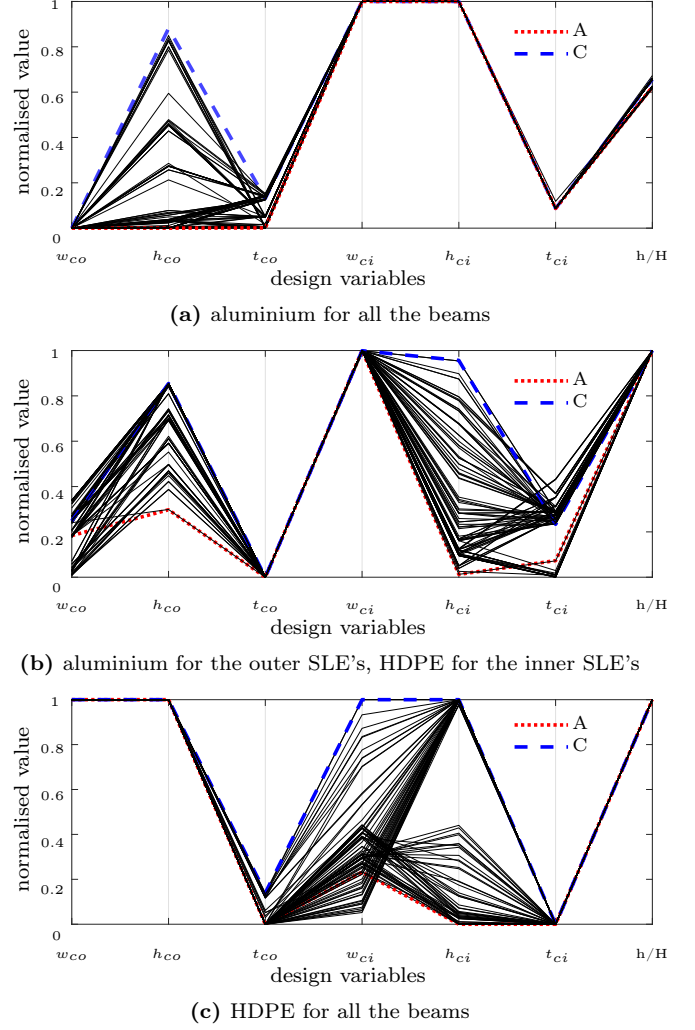 1
0.8
0.6
0.4
0.2
0
normalised value
A
C
w_co h_co t_co w_ci h_ci t_ci h/H
design variables
(a) aluminium for all the beams
1
0.8
0.6
0.4
0.2
0
normalised value
A
C
w_co h_co t_co w_ci h_ci t_ci h/H
design variables
(b) aluminium for the outer SLE's, HDPE for the inner SLE's
1
0.8
0.6
0.4
0.2
0
normalised value
A
C
w_co h_co t_co w_ci h_ci t_ci h/H
design variables
(c) HDPE for all the beams